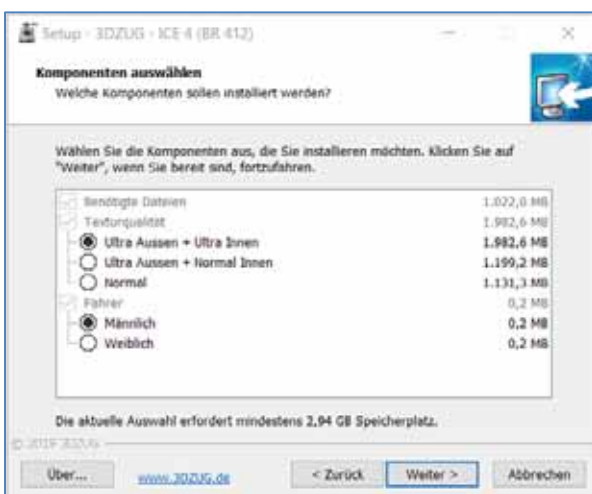 Setup - 3DZUG - ICE 4 (BR 412)
Komponenten auswählen
Welche Komponenten sollen installiert werden?
Wählen Sie die Komponenten aus, die Sie installieren möchten. Klicken Sie auf
"Weiter", wenn Sie bereit sind, fortzufahren.
Benötigte Dateien 1.022,0 MB
Texturqualität 1.982,6 MB
Ultra Aussen + Ultra Innen 1.982,6 MB
Ultra Aussen + Normal Innen 1.199,2 MB
Normal 1.131,3 MB
Fahrer 0,2 MB
Männlich 0,2 MB
Weiblich 0,2 MB
Die aktuelle Auswahl erfordert mindestens 2,94 GB Speicherplatz.
© 2019 3DZUG
Über... www.3DZUG.de < Zurück Weiter > Abbrechen